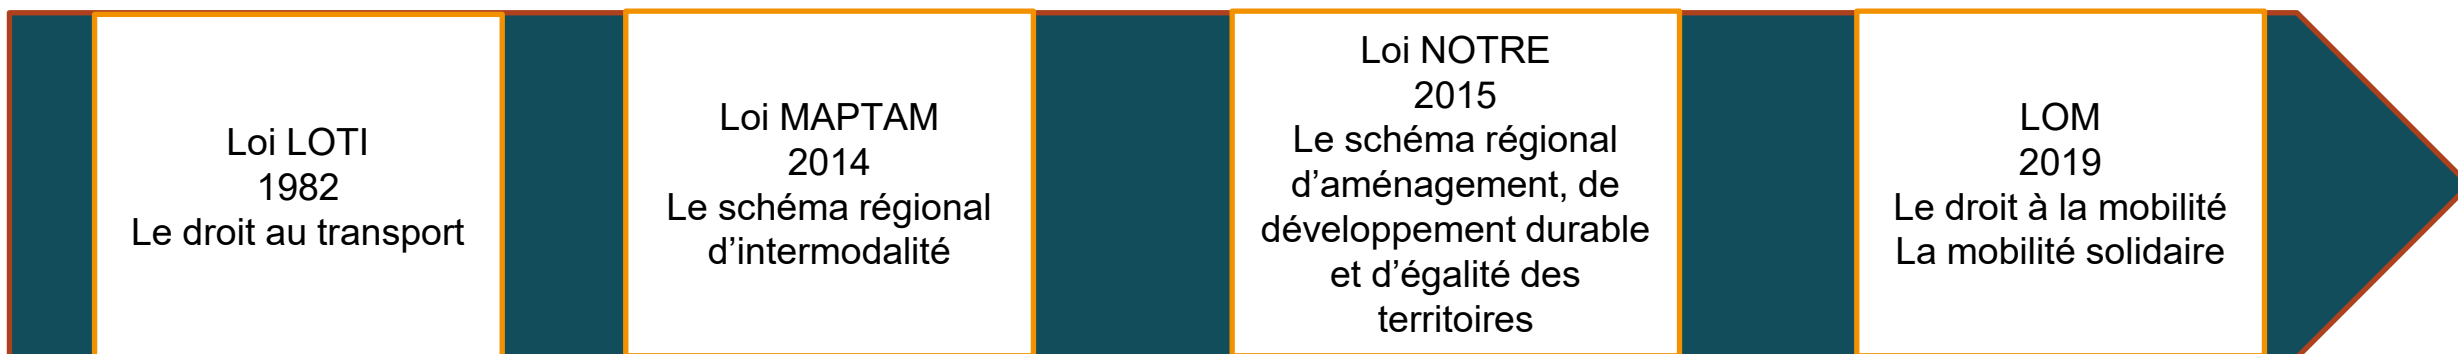 Loi LOTI
1982
Le droit au transport
Loi MAPTAM
2014
Le schéma régional
d’intermodalité
Loi NOTRE
2015
Le schéma régional
d’aménagement, de
développement durable
et d’égalité des
territoires
LOM
2019
Le droit à la mobilité
La mobilité solidaire